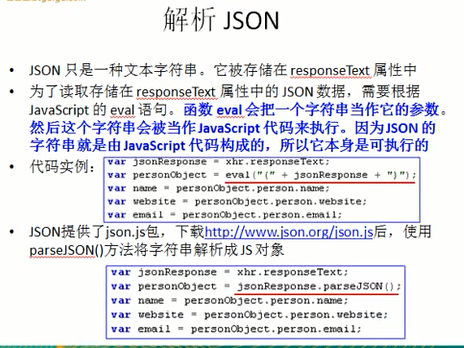 解析 JSON
• JSON 只是一种文本字符串。它被存储在 responseText 属性中
• 为了读取存储在 responseText 属性中的 JSON 数据，需要根据
JavaScript 的 eval 语句。函数 eval 会把一个字符串当作它的参数。
然后这个字符串会被当作 JavaScript 代码来执行。因为 JSON 的
字符串就是由 JavaScript 代码构成的，所以它本身是可执行的
• 代码实例：
var jsonResponse = xhr.responseText;
var personObject = eval("(" + jsonResponse + ")");
var name = personObject.person.name;
var website = personObject.person.website;
var email = personObject.person.email;
• JSON提供了json.js包，下载http://www.json.org/json.js后，使用
parseJSON()方法将字符串解析成 JS 对象
var jsonResponse = xhr.responseText;
var personObject = jsonResponse.parseJSON();
var name = personObject.person.name;
var website = personObject.person.website;
var email = personObject.person.email;